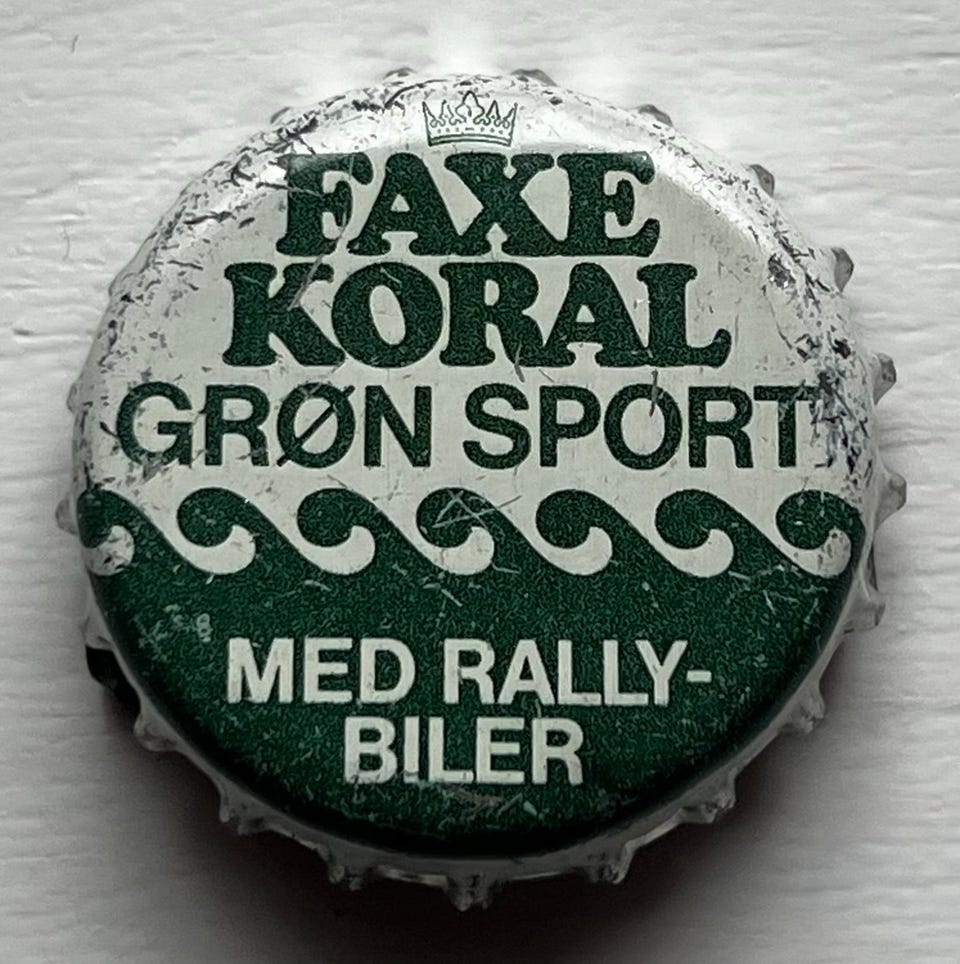 FAXE
KORAL
GRØN SPORT
MED RALLY-
BILER